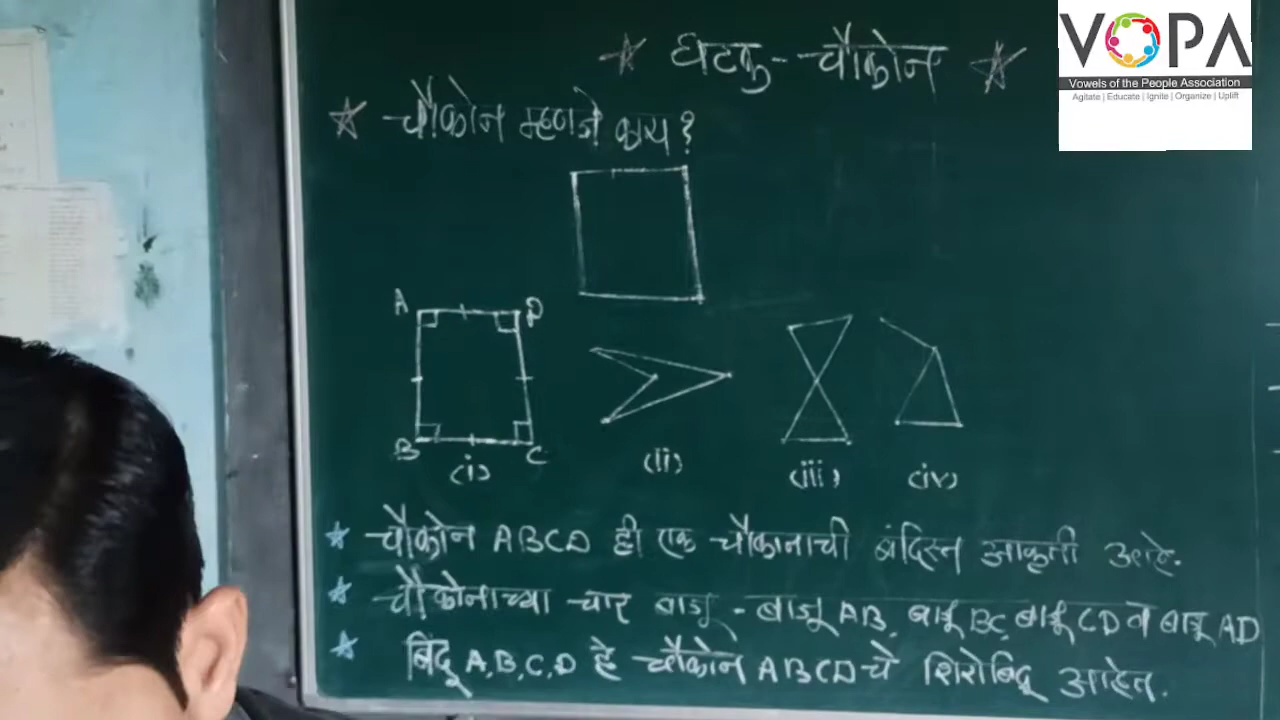 VOPA
Vowels of the People Association
Agitate | Educate | Ignite | Organize | Uplift
★ घटक - चौकोन ★
★ चौकोन म्हणजे काय?
A D
B C
(i) (ii) (iii) (iv)
★ चौकोन ABCD ही एक चौकोनाची बंदिस्त आकृती आहे.
★ चौकोनाच्या चार बाजू - बाजू AB, बाजू BC, बाजू CD व बाजू AD
★ बिंदू A, B, C, D हे चौकोन ABCD चे शिरोबिंदू आहेत.